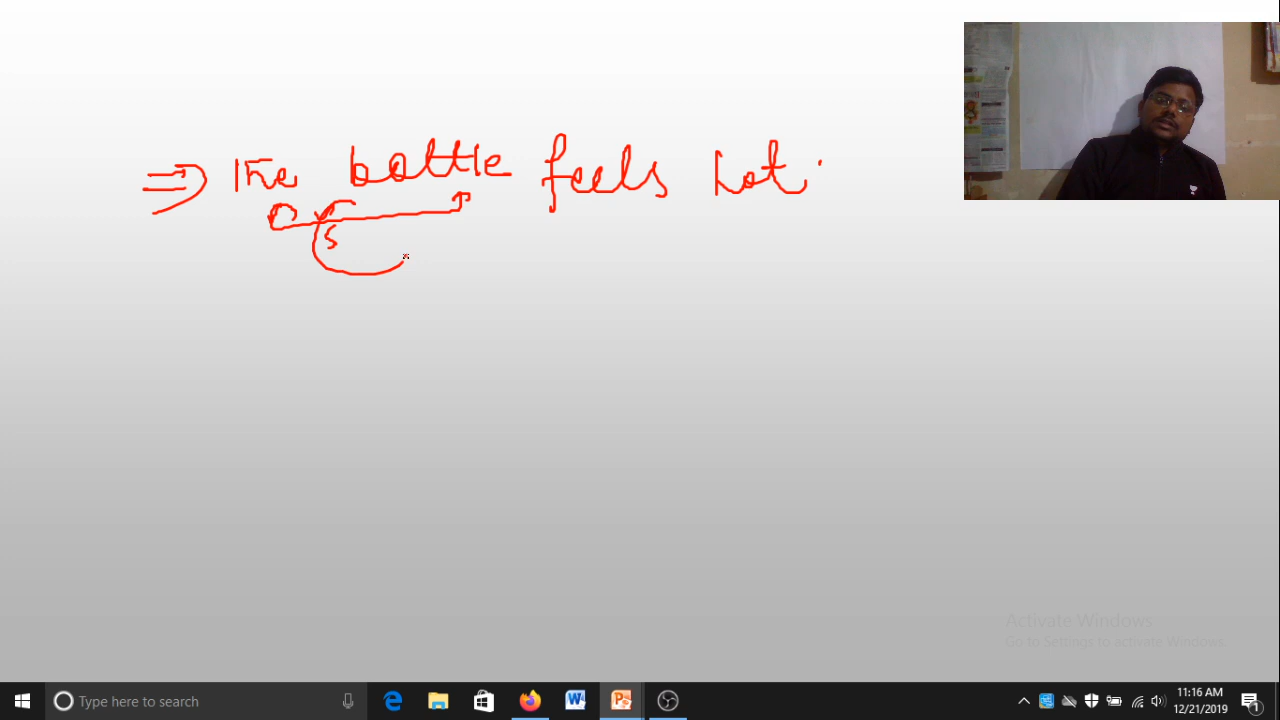 ⇒ The bottle feels hot.
S
Activate Windows
Go to Settings to activate Windows.
Type here to search
11:16 AM
12/21/2019